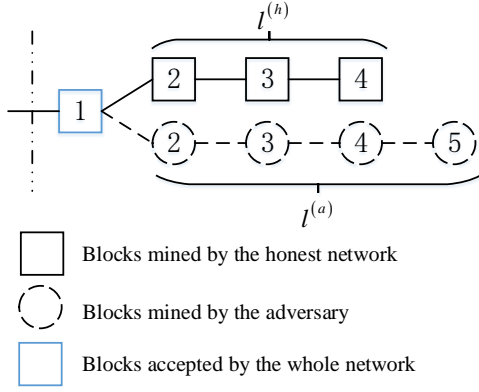 l^(h)
1 2 3 4
2 3 4 5
l^(a)
Blocks mined by the honest network
Blocks mined by the adversary
Blocks accepted by the whole network